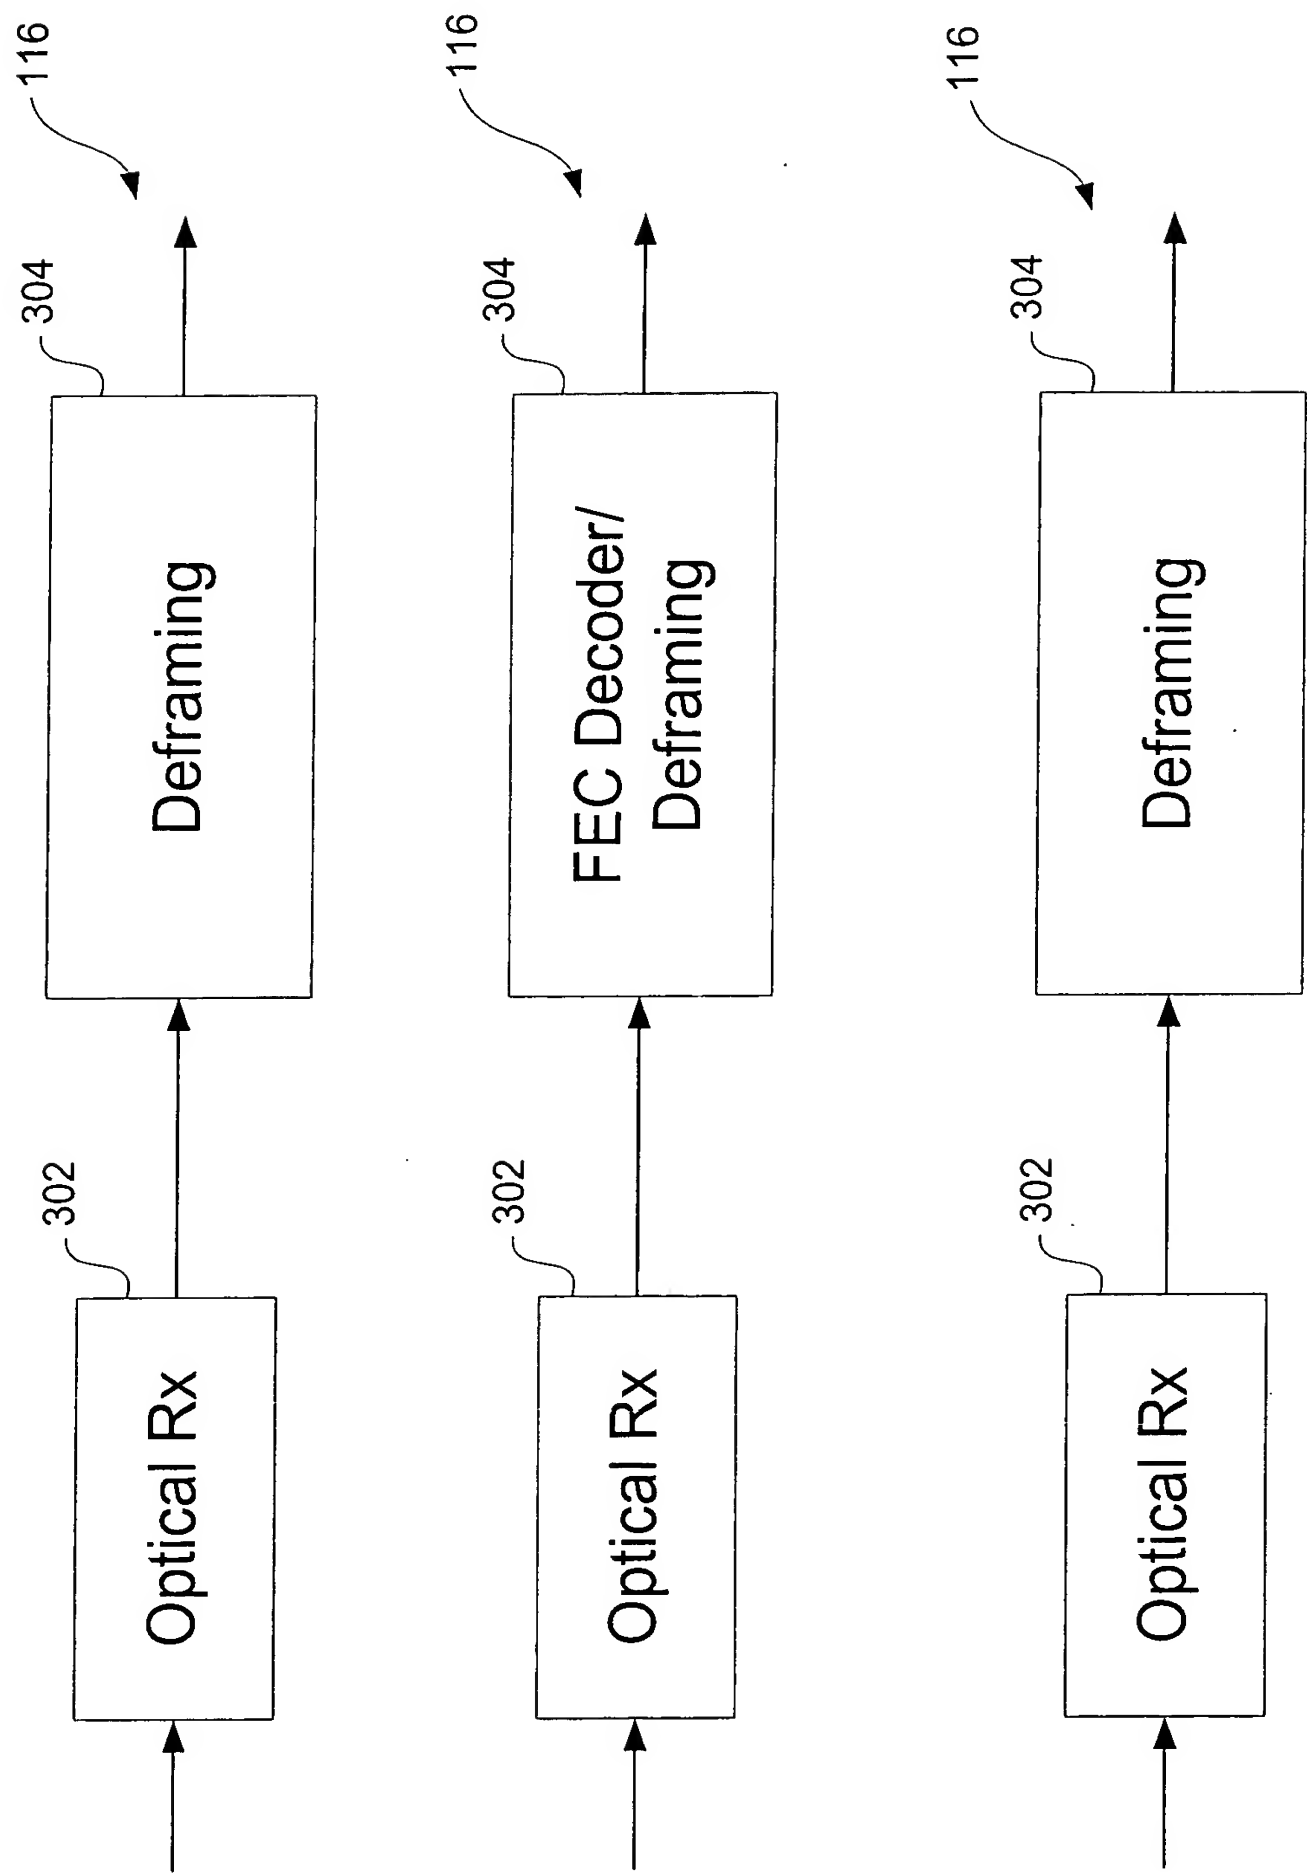 302
304
116
Optical Rx
Deframing
302
304
116
Optical Rx
FEC Decoder/
Deframing
302
304
116
Optical Rx
Deframing